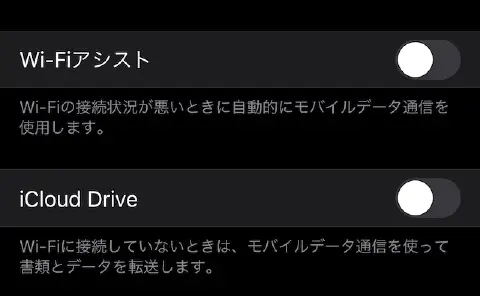 Wi-Fiアシスト
Wi-Fiの接続状況が悪いときに自動的にモバイルデータ通信を
使用します。
iCloud Drive
Wi-Fiに接続していないときは、モバイルデータ通信を使って
書類とデータを転送します。